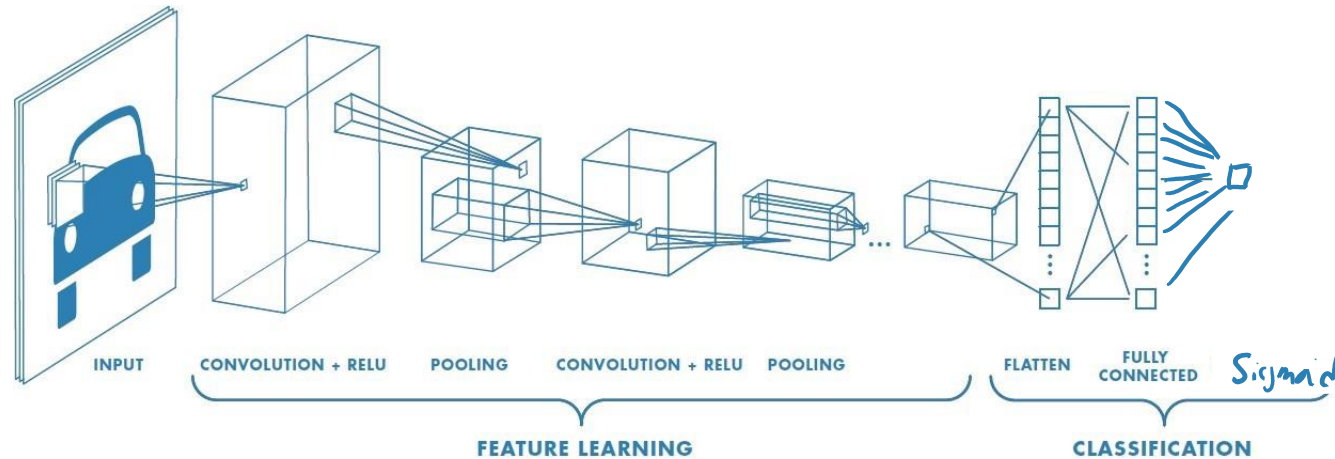 INPUT
CONVOLUTION + RELU
POOLING
CONVOLUTION + RELU
POOLING
FLATTEN
FULLY
CONNECTED
Sigmoid
FEATURE LEARNING
CLASSIFICATION